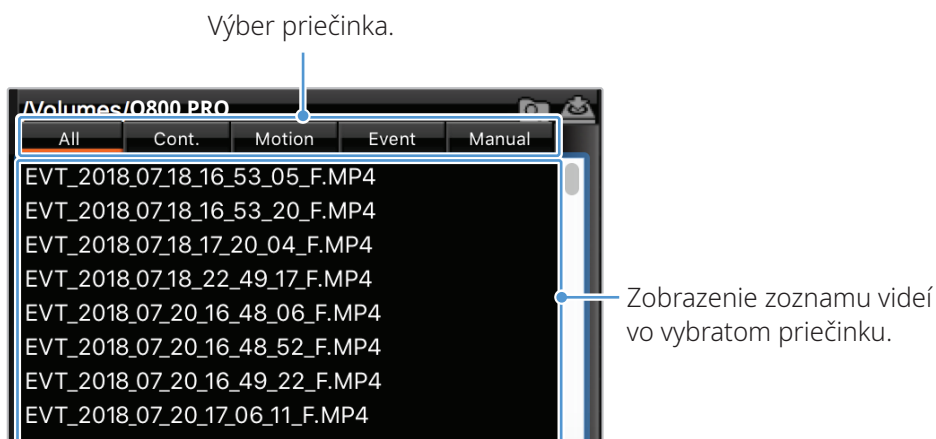 Výber priečinka.
/Volumes/Q800 PRO
All Cont. Motion Event Manual
EVT_2018_07_18_16_53_05_F.MP4
EVT_2018_07_18_16_53_20_F.MP4
EVT_2018_07_18_17_20_04_F.MP4
EVT_2018_07_18_22_49_17_F.MP4
EVT_2018_07_20_16_48_06_F.MP4
Zobrazenie zoznamu videí
vo vybratom priečinku.
EVT_2018_07_20_16_48_52_F.MP4
EVT_2018_07_20_16_49_22_F.MP4
EVT_2018_07_20_17_06_11_F.MP4